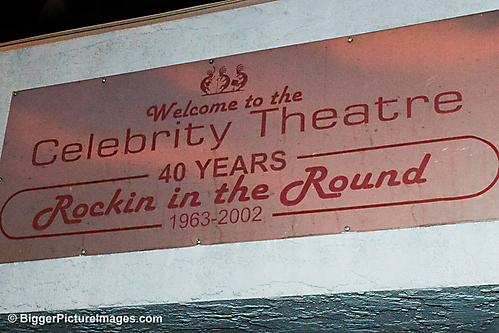 Welcome to the
Celebrity Theatre
40 YEARS
Rockin in the Round
1963-2002
© BiggerPictureImages.com